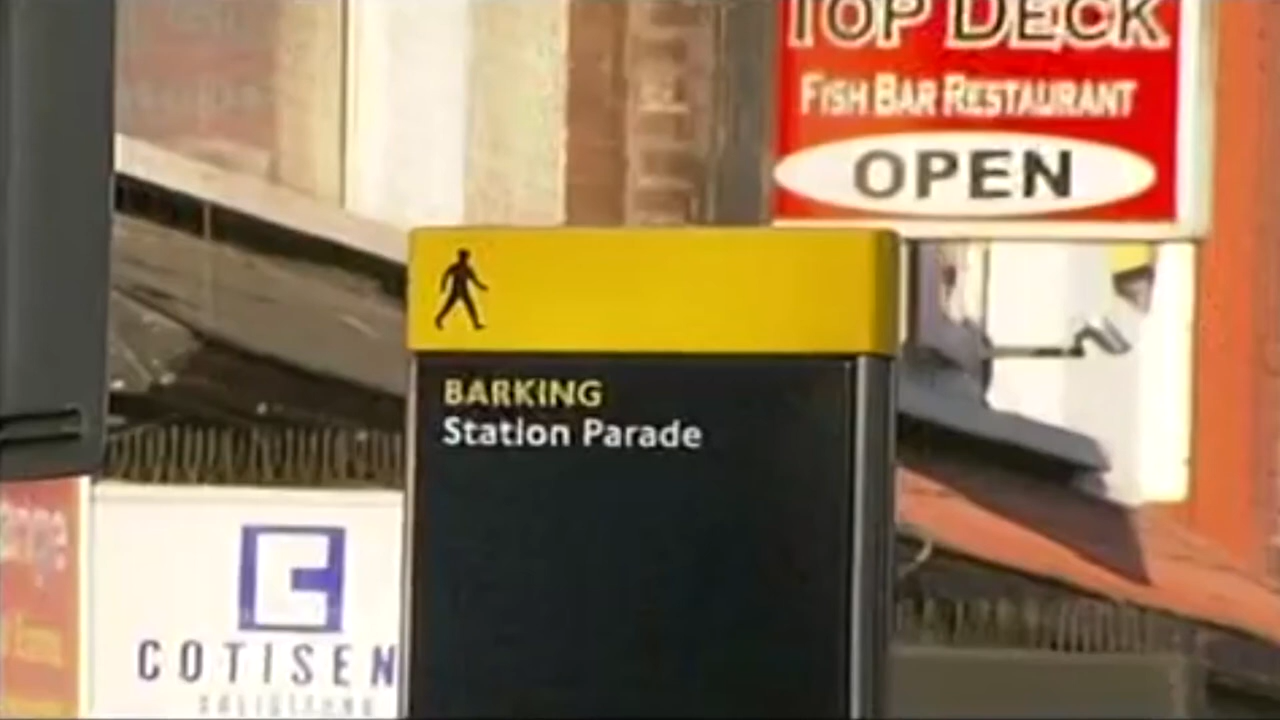 TOP DECK
FISH BAR RESTAURANT
OPEN
BARKING
Station Parade
COTISEN